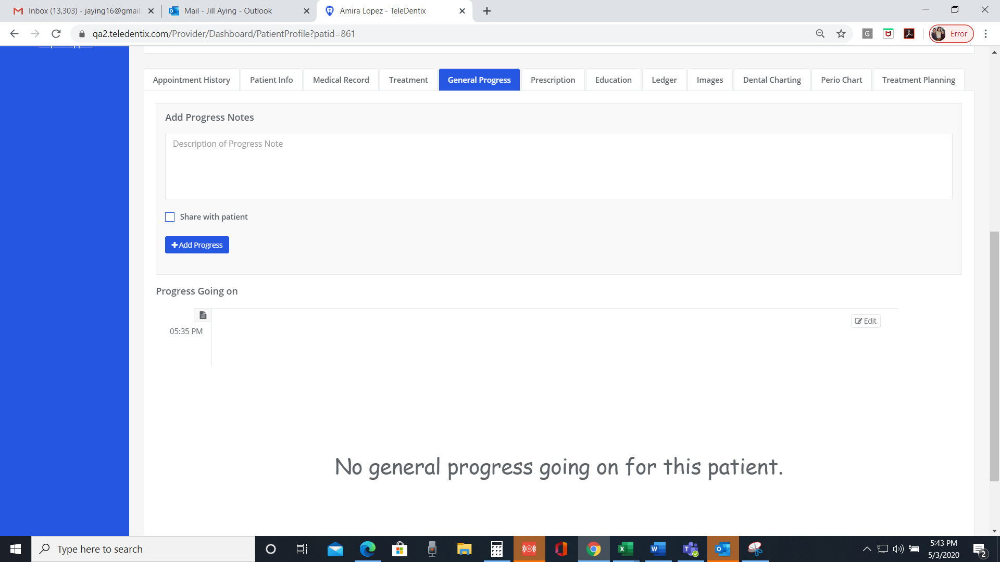 Inbox (13,303) - jaying16@gmail.
Mail - Jill Aying - Outlook
Amira Lopez - TeleDentix
qa2.teledentix.com/Provider/Dashboard/PatientProfile?patid=861
G
Error
Appointment History
Patient Info
Medical Record
Treatment
General Progress
Prescription
Education
Ledger
Images
Dental Charting
Perio Chart
Treatment Planning
Add Progress Notes
Description of Progress Note
Share with patient
Add Progress
Progress Going on
Edit
05:35 PM
No general progress going on for this patient.
Type here to search
5:43 PM
5/3/2020
2